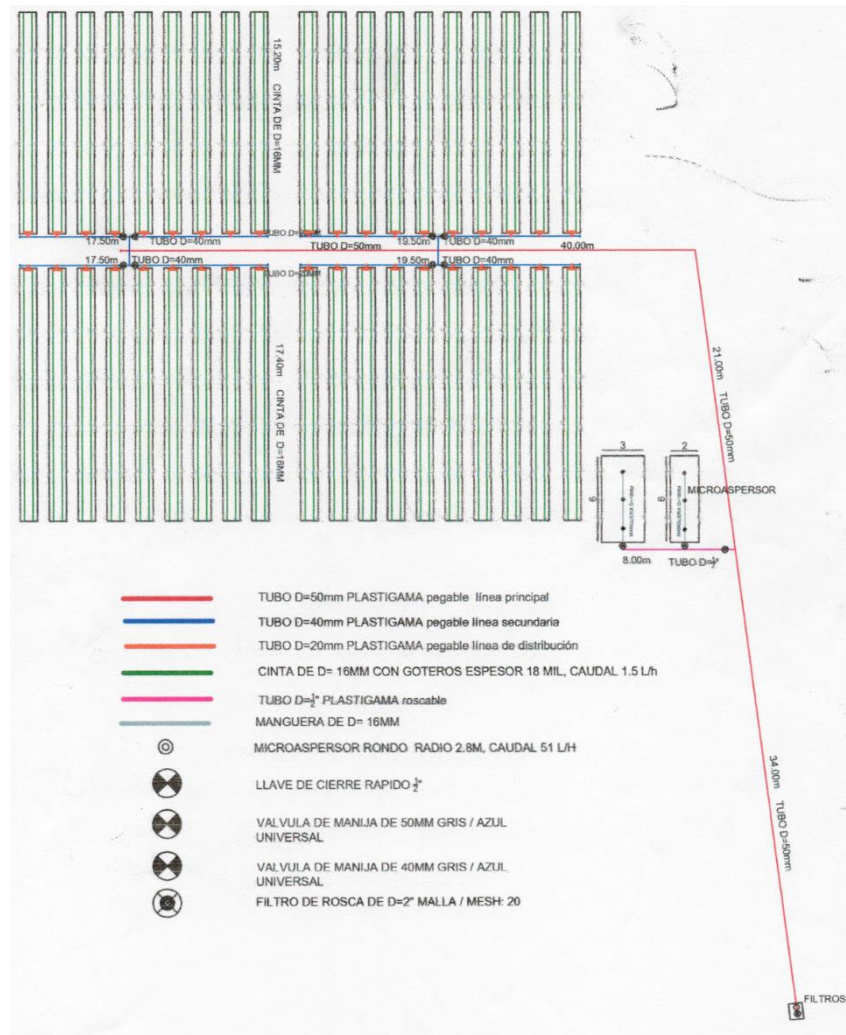 15.20m CINTA DE D=16MM
17.50m TUBO D=40mm
19.50m TUBO D=40mm
TUBO D=50mm 40.00m
17.50m TUBO D=40mm
TUBO D=20MM
19.50m TUBO D=40mm
17.40m CINTA DE D=16MM
21.00m TUBO D=50mm
3
2
6
6
MICROASPERSOR
8.00m TUBO D=½"
TUBO D=50mm PLASTIGAMA pegable línea principal
TUBO D=40mm PLASTIGAMA pegable línea secundaria
TUBO D=20mm PLASTIGAMA pegable línea de distribución
CINTA DE D= 16MM CON GOTEROS ESPESOR 18 MIL, CAUDAL 1.5 L/h
TUBO D=½" PLASTIGAMA roscable
MANGUERA DE D= 16MM
MICROASPERSOR RONDO RADIO 2.8M, CAUDAL 51 L/H
LLAVE DE CIERRE RAPIDO ½"
VALVULA DE MANIJA DE 50MM GRIS / AZUL
UNIVERSAL
VALVULA DE MANIJA DE 40MM GRIS / AZUL
UNIVERSAL
FILTRO DE ROSCA DE D=2" MALLA / MESH: 20
34.00m TUBO D=50mm
FILTROS